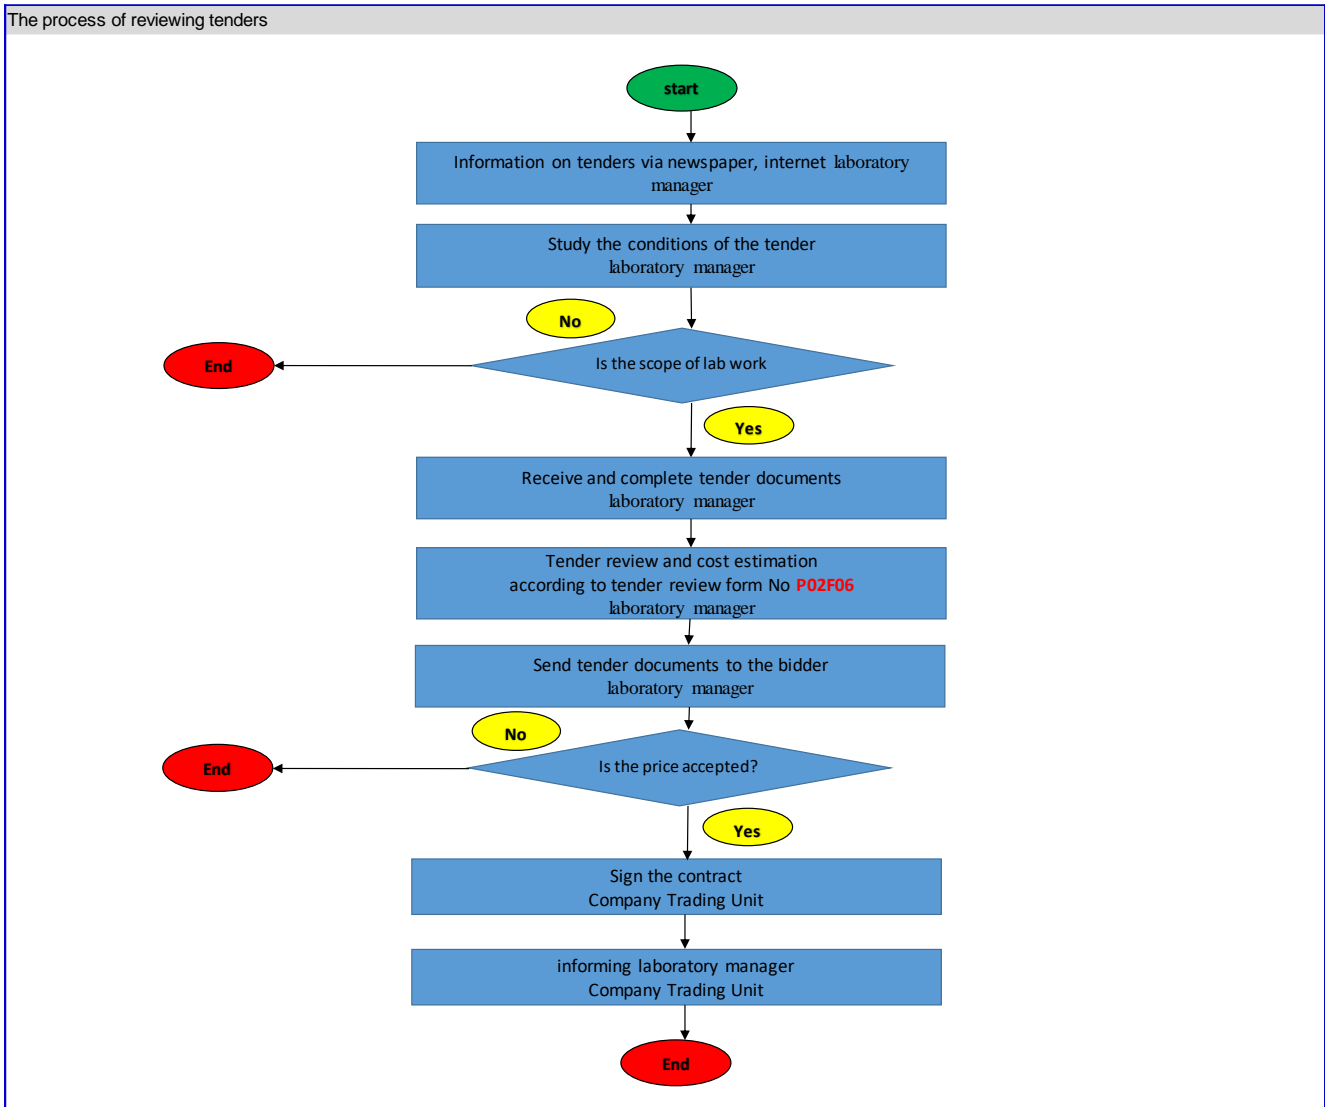 The process of reviewing tenders
start
Information on tenders via newspaper, internet laboratory
manager
Study the conditions of the tender
laboratory manager
No
Is the scope of lab work
End
Yes
Receive and complete tender documents
laboratory manager
Tender review and cost estimation
according to tender review form No P02F06
laboratory manager
Send tender documents to the bidder
laboratory manager
No
Is the price accepted?
End
Yes
Sign the contract
Company Trading Unit
informing laboratory manager
Company Trading Unit
End